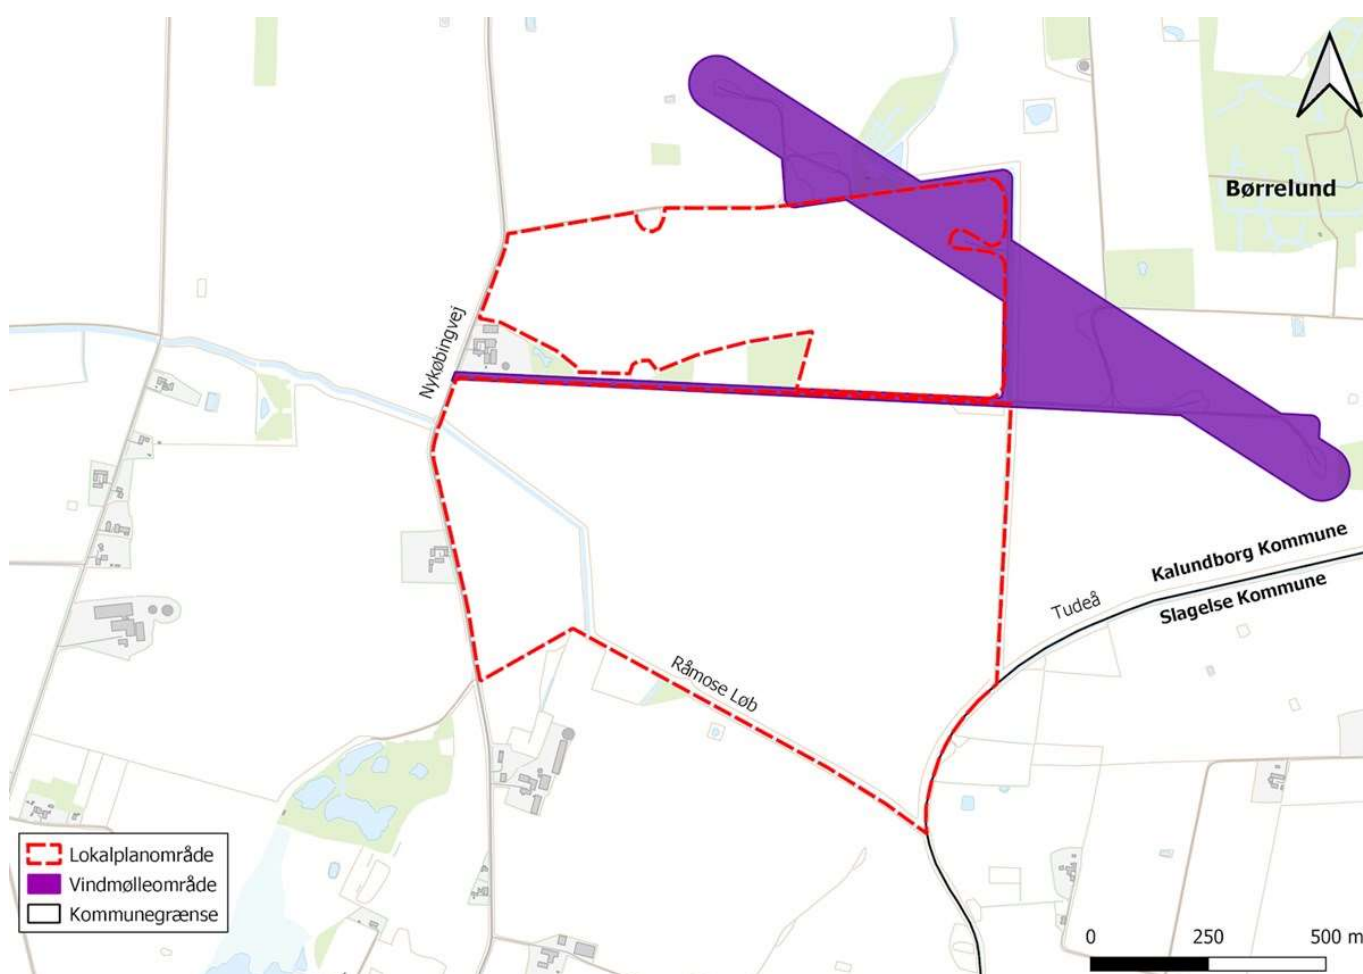 Børrelund
Nykøbingvej
Kalundborg Kommune
Tudeå
Slagelse Kommune
Råmose Løb
Lokalplanområde
Vindmølleområde
Kommunegrænse
0 250 500 m